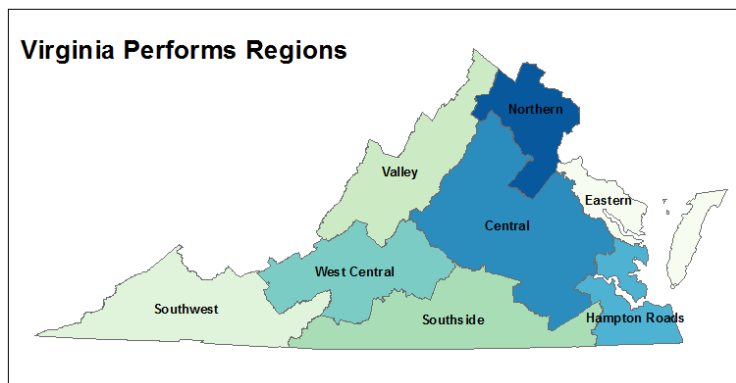 Virginia Performs Regions
Northern
Valley
Eastern
Central
West Central
Southwest
Southside
Hampton Roads